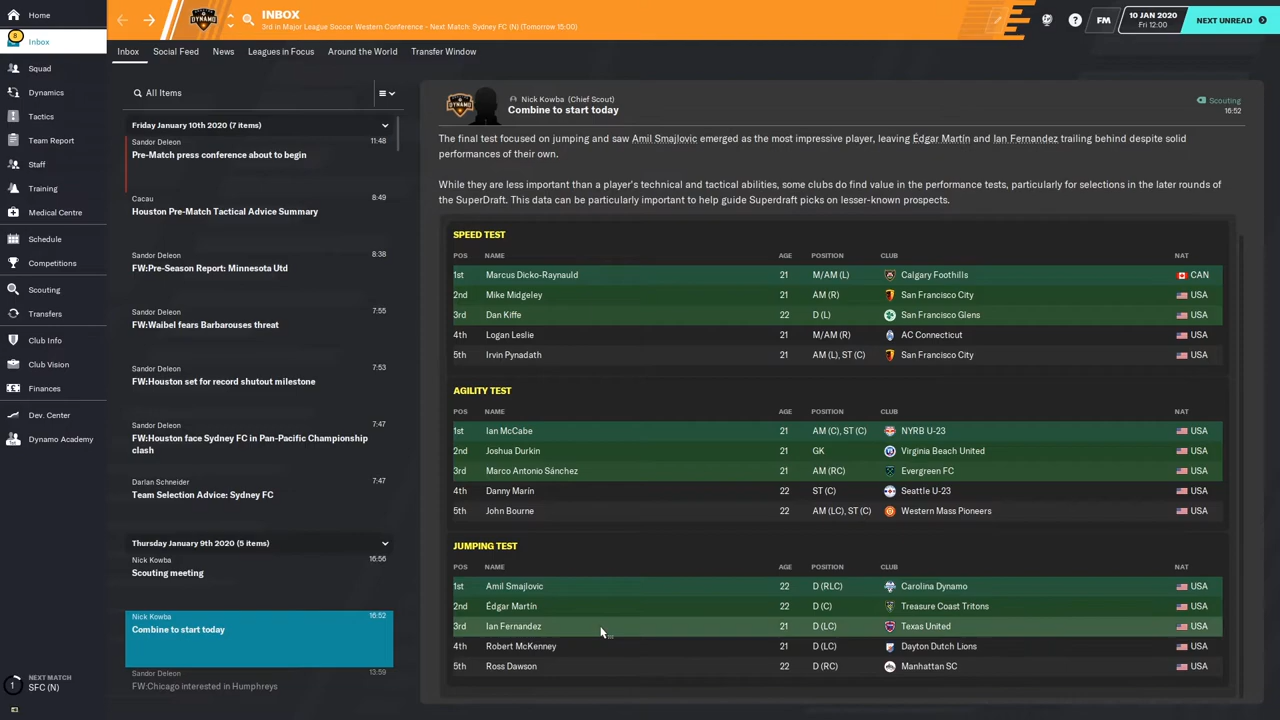 Home
8
Inbox
Squad
Dynamics
Tactics
Team Report
Staff
Training
Medical Centre
Schedule
Competitions
Scouting
Transfers
Club Info
Club Vision
Finances
Dev. Center
Dynamo Academy
1
NEXT MATCH
SFC (N)
DYNAMO
INBOX
3rd in Major League Soccer Western Conference - Next Match: Sydney FC (N) (Tomorrow 15:00)
?
FM
10 JAN 2020
Fri 12:00
NEXT UNREAD
Inbox Social Feed News Leagues in Focus Around the World Transfer Window
All Items
Friday January 10th 2020 (7 items)
Sandor Deleon 11:48
Pre-Match press conference about to begin
Cacau 8:49
Houston Pre-Match Tactical Advice Summary
Sandor Deleon 8:38
FW:Pre-Season Report: Minnesota Utd
Sandor Deleon 7:55
FW:Waibel fears Barbarouses threat
Sandor Deleon 7:53
FW:Houston set for record shutout milestone
Sandor Deleon 7:47
FW:Houston face Sydney FC in Pan-Pacific Championship
clash
Darlan Schneider 7:47
Team Selection Advice: Sydney FC
Thursday January 9th 2020 (5 items)
Nick Kowba 16:56
Scouting meeting
Nick Kowba 16:52
Combine to start today
Sandor Deleon 13:59
FW:Chicago interested in Humphreys
DYNAMO
Nick Kowba (Chief Scout)
Combine to start today
Scouting
16:52
The final test focused on jumping and saw Amil Smajlovic emerged as the most impressive player, leaving Édgar Martín and Ian Fernandez trailing behind despite solid
performances of their own.
While they are less important than a player's technical and tactical abilities, some clubs do find value in the performance tests, particularly for selections in the later rounds of
the SuperDraft. This data can be particularly important to help guide Superdraft picks on lesser-known prospects.
SPEED TEST
POS NAME AGE POSITION CLUB NAT
1st Marcus Dicko-Raynauld 21 M/AM (L) Calgary Foothills CAN
2nd Mike Midgeley 21 AM (R) San Francisco City USA
3rd Dan Kiffe 22 D (L) San Francisco Glens USA
4th Logan Leslie 21 M/AM (R) AC Connecticut USA
5th Irvin Pynadath 21 AM (L), ST (C) San Francisco City USA
AGILITY TEST
POS NAME AGE POSITION CLUB NAT
1st Ian McCabe 21 AM (C), ST (C) NYRB U-23 USA
2nd Joshua Durkin 21 GK Virginia Beach United USA
3rd Marco Antonio Sánchez 21 AM (RC) Evergreen FC USA
4th Danny Marín 22 ST (C) Seattle U-23 USA
5th John Bourne 22 AM (LC), ST (C) Western Mass Pioneers USA
JUMPING TEST
POS NAME AGE POSITION CLUB NAT
1st Amil Smajlovic 22 D (RLC) Carolina Dynamo USA
2nd Édgar Martín 22 D (C) Treasure Coast Tritons USA
3rd Ian Fernandez 21 D (LC) Texas United USA
4th Robert McKenney 21 D (LC) Dayton Dutch Lions USA
5th Ross Dawson 22 D (RC) Manhattan SC USA